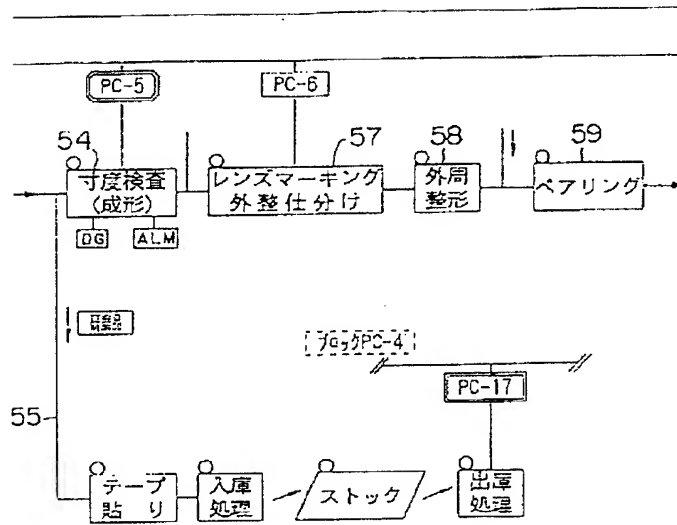 PC-5
PC-6
54
57
58
59
寸度検査
(成形)
レンズマーキング
外整仕分け
外周
整形
ペアリング
DG
ALM
ブロックPC-4
PC-17
55
テープ
貼り
入庫
処理
ストック
出庫
処理